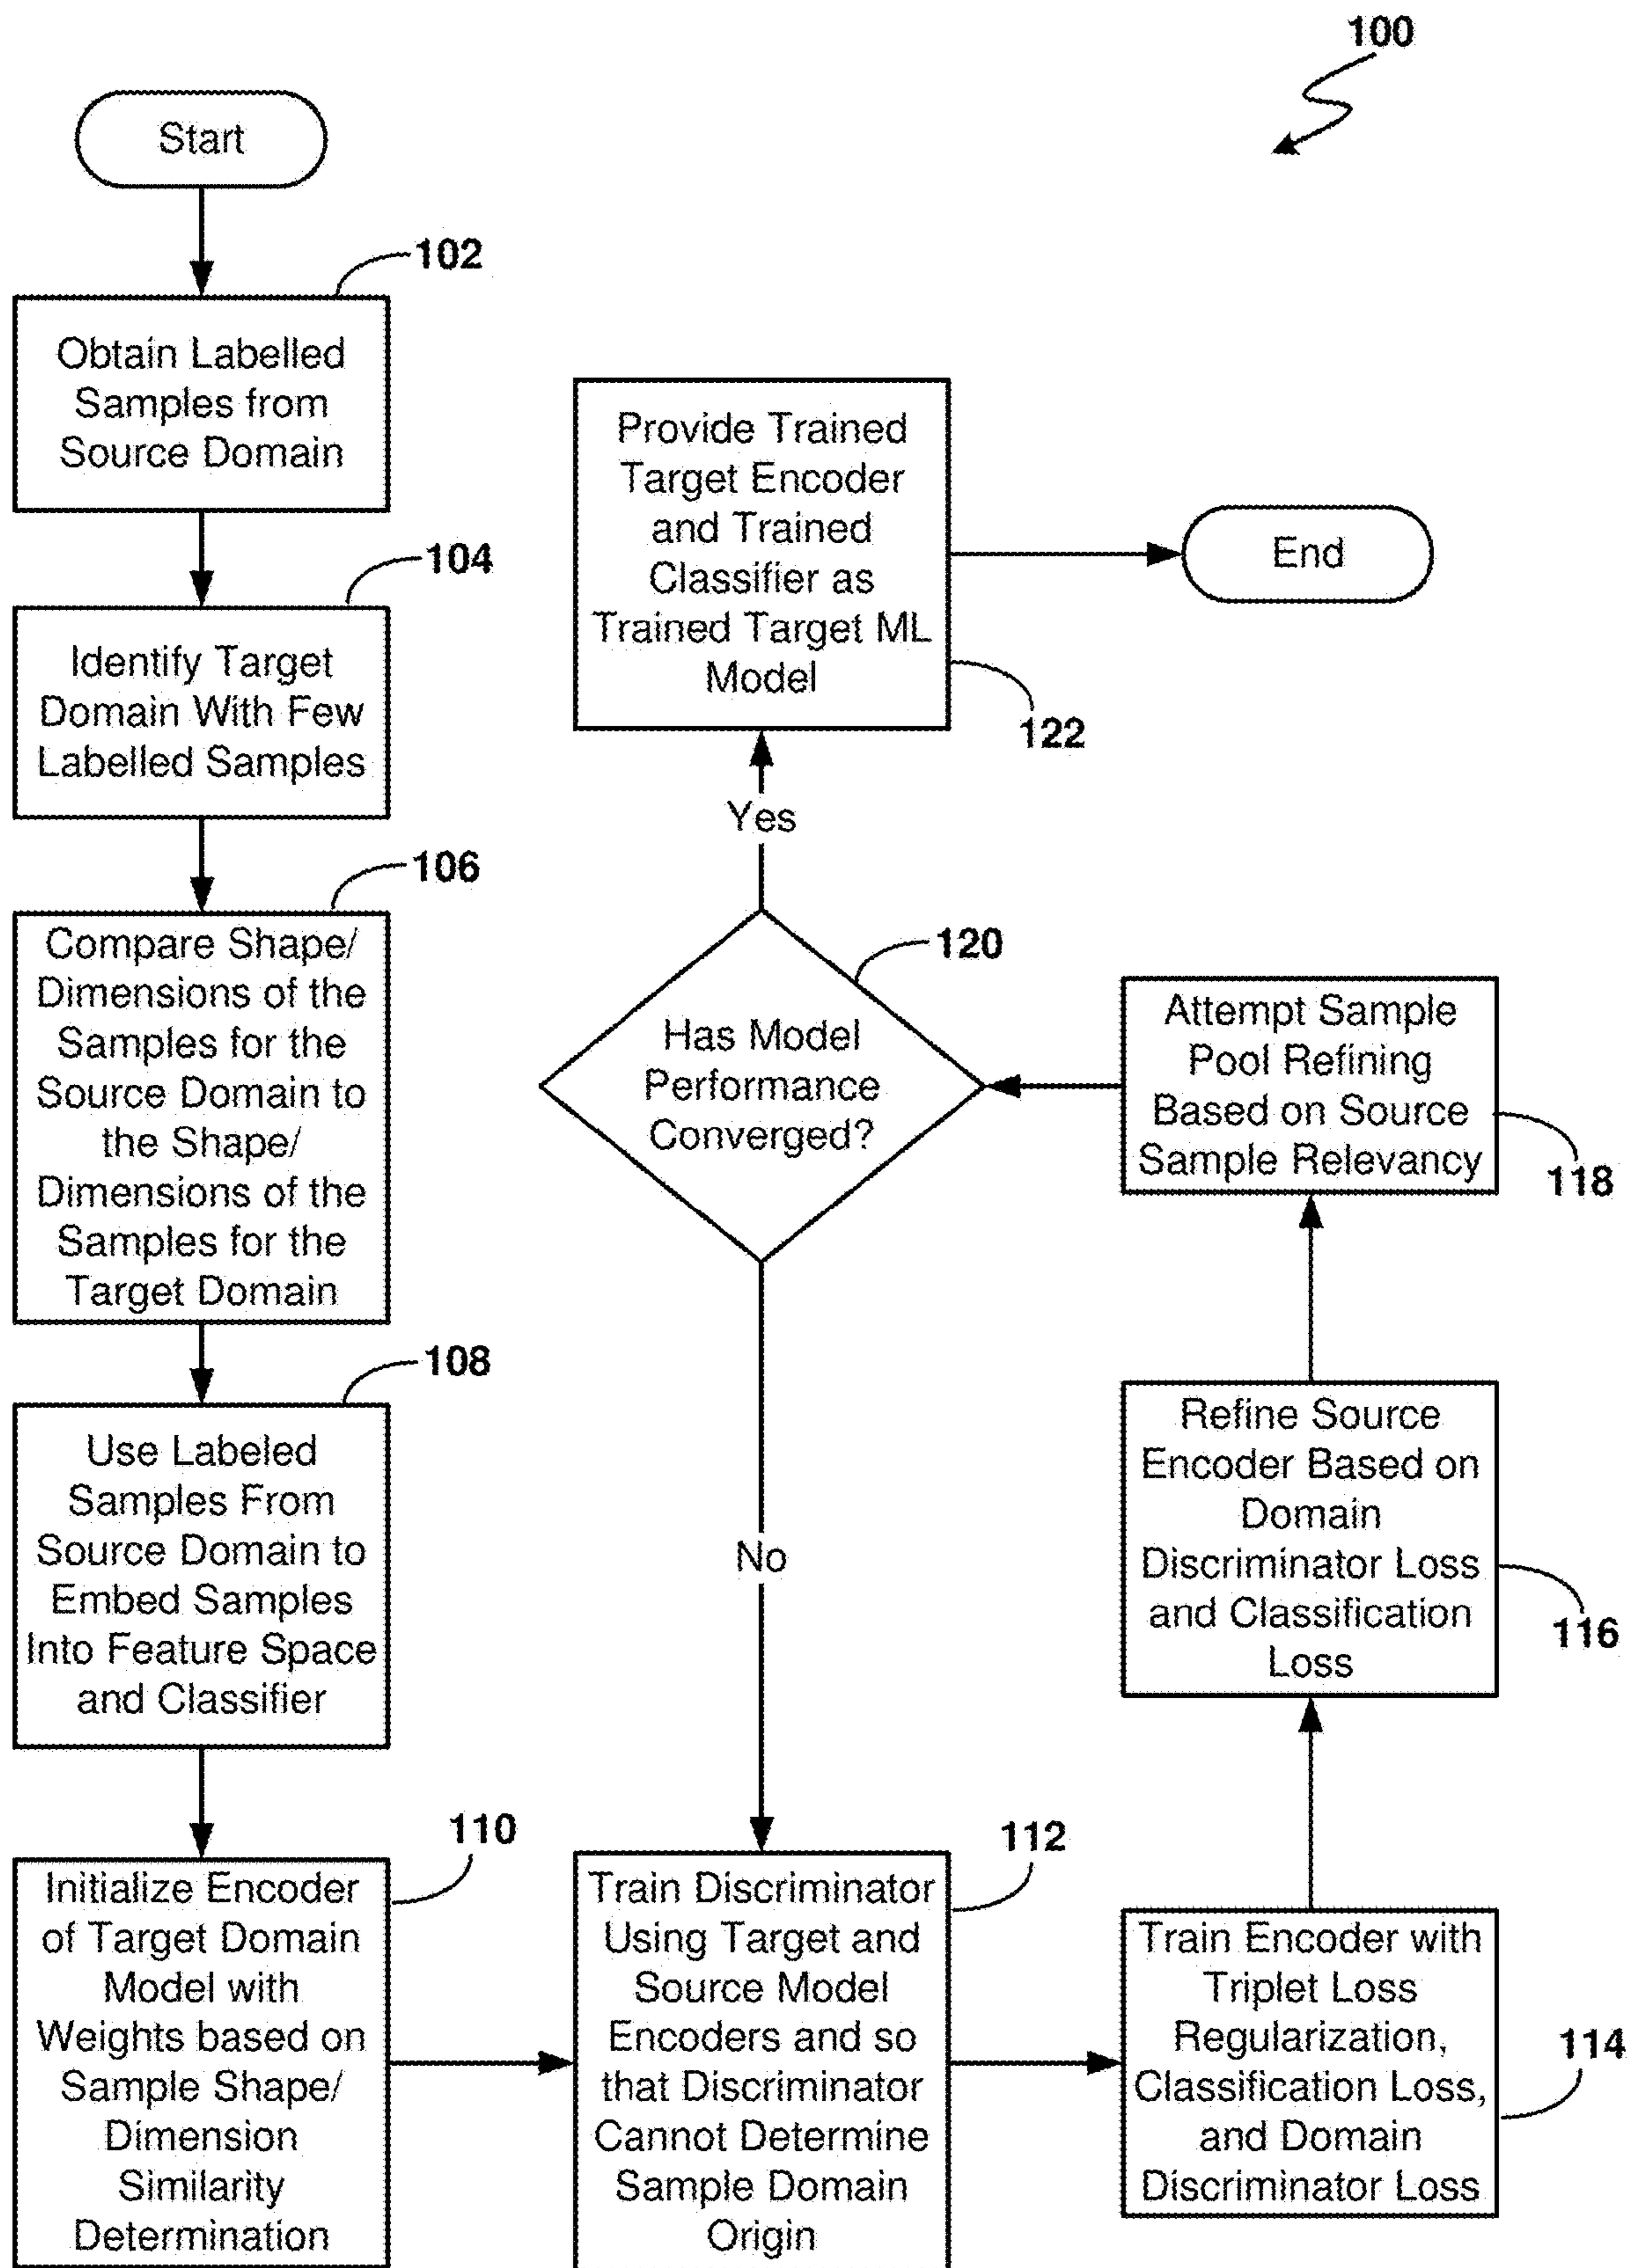 100
Start
102
Obtain Labelled
Samples from
Source Domain
104
Identify Target
Domain With Few
Labelled Samples
106
Compare Shape/
Dimensions of the
Samples for the
Source Domain to
the Shape/
Dimensions of the
Samples for the
Target Domain
108
Use Labeled
Samples From
Source Domain to
Embed Samples
Into Feature Space
and Classifier
110
Initialize Encoder
of Target Domain
Model with
Weights based on
Sample Shape/
Dimension
Similarity
Determination
112
Train Discriminator
Using Target and
Source Model
Encoders and so
that Discriminator
Cannot Determine
Sample Domain
Origin
114
Train Encoder with
Triplet Loss
Regularization,
Classification Loss,
and Domain
Discriminator Loss
116
Refine Source
Encoder Based on
Domain
Discriminator Loss
and Classification
Loss
118
Attempt Sample
Pool Refining
Based on Source
Sample Relevancy
120
Has Model
Performance
Converged?
No
Yes
122
Provide Trained
Target Encoder
and Trained
Classifier as
Trained Target ML
Model
End